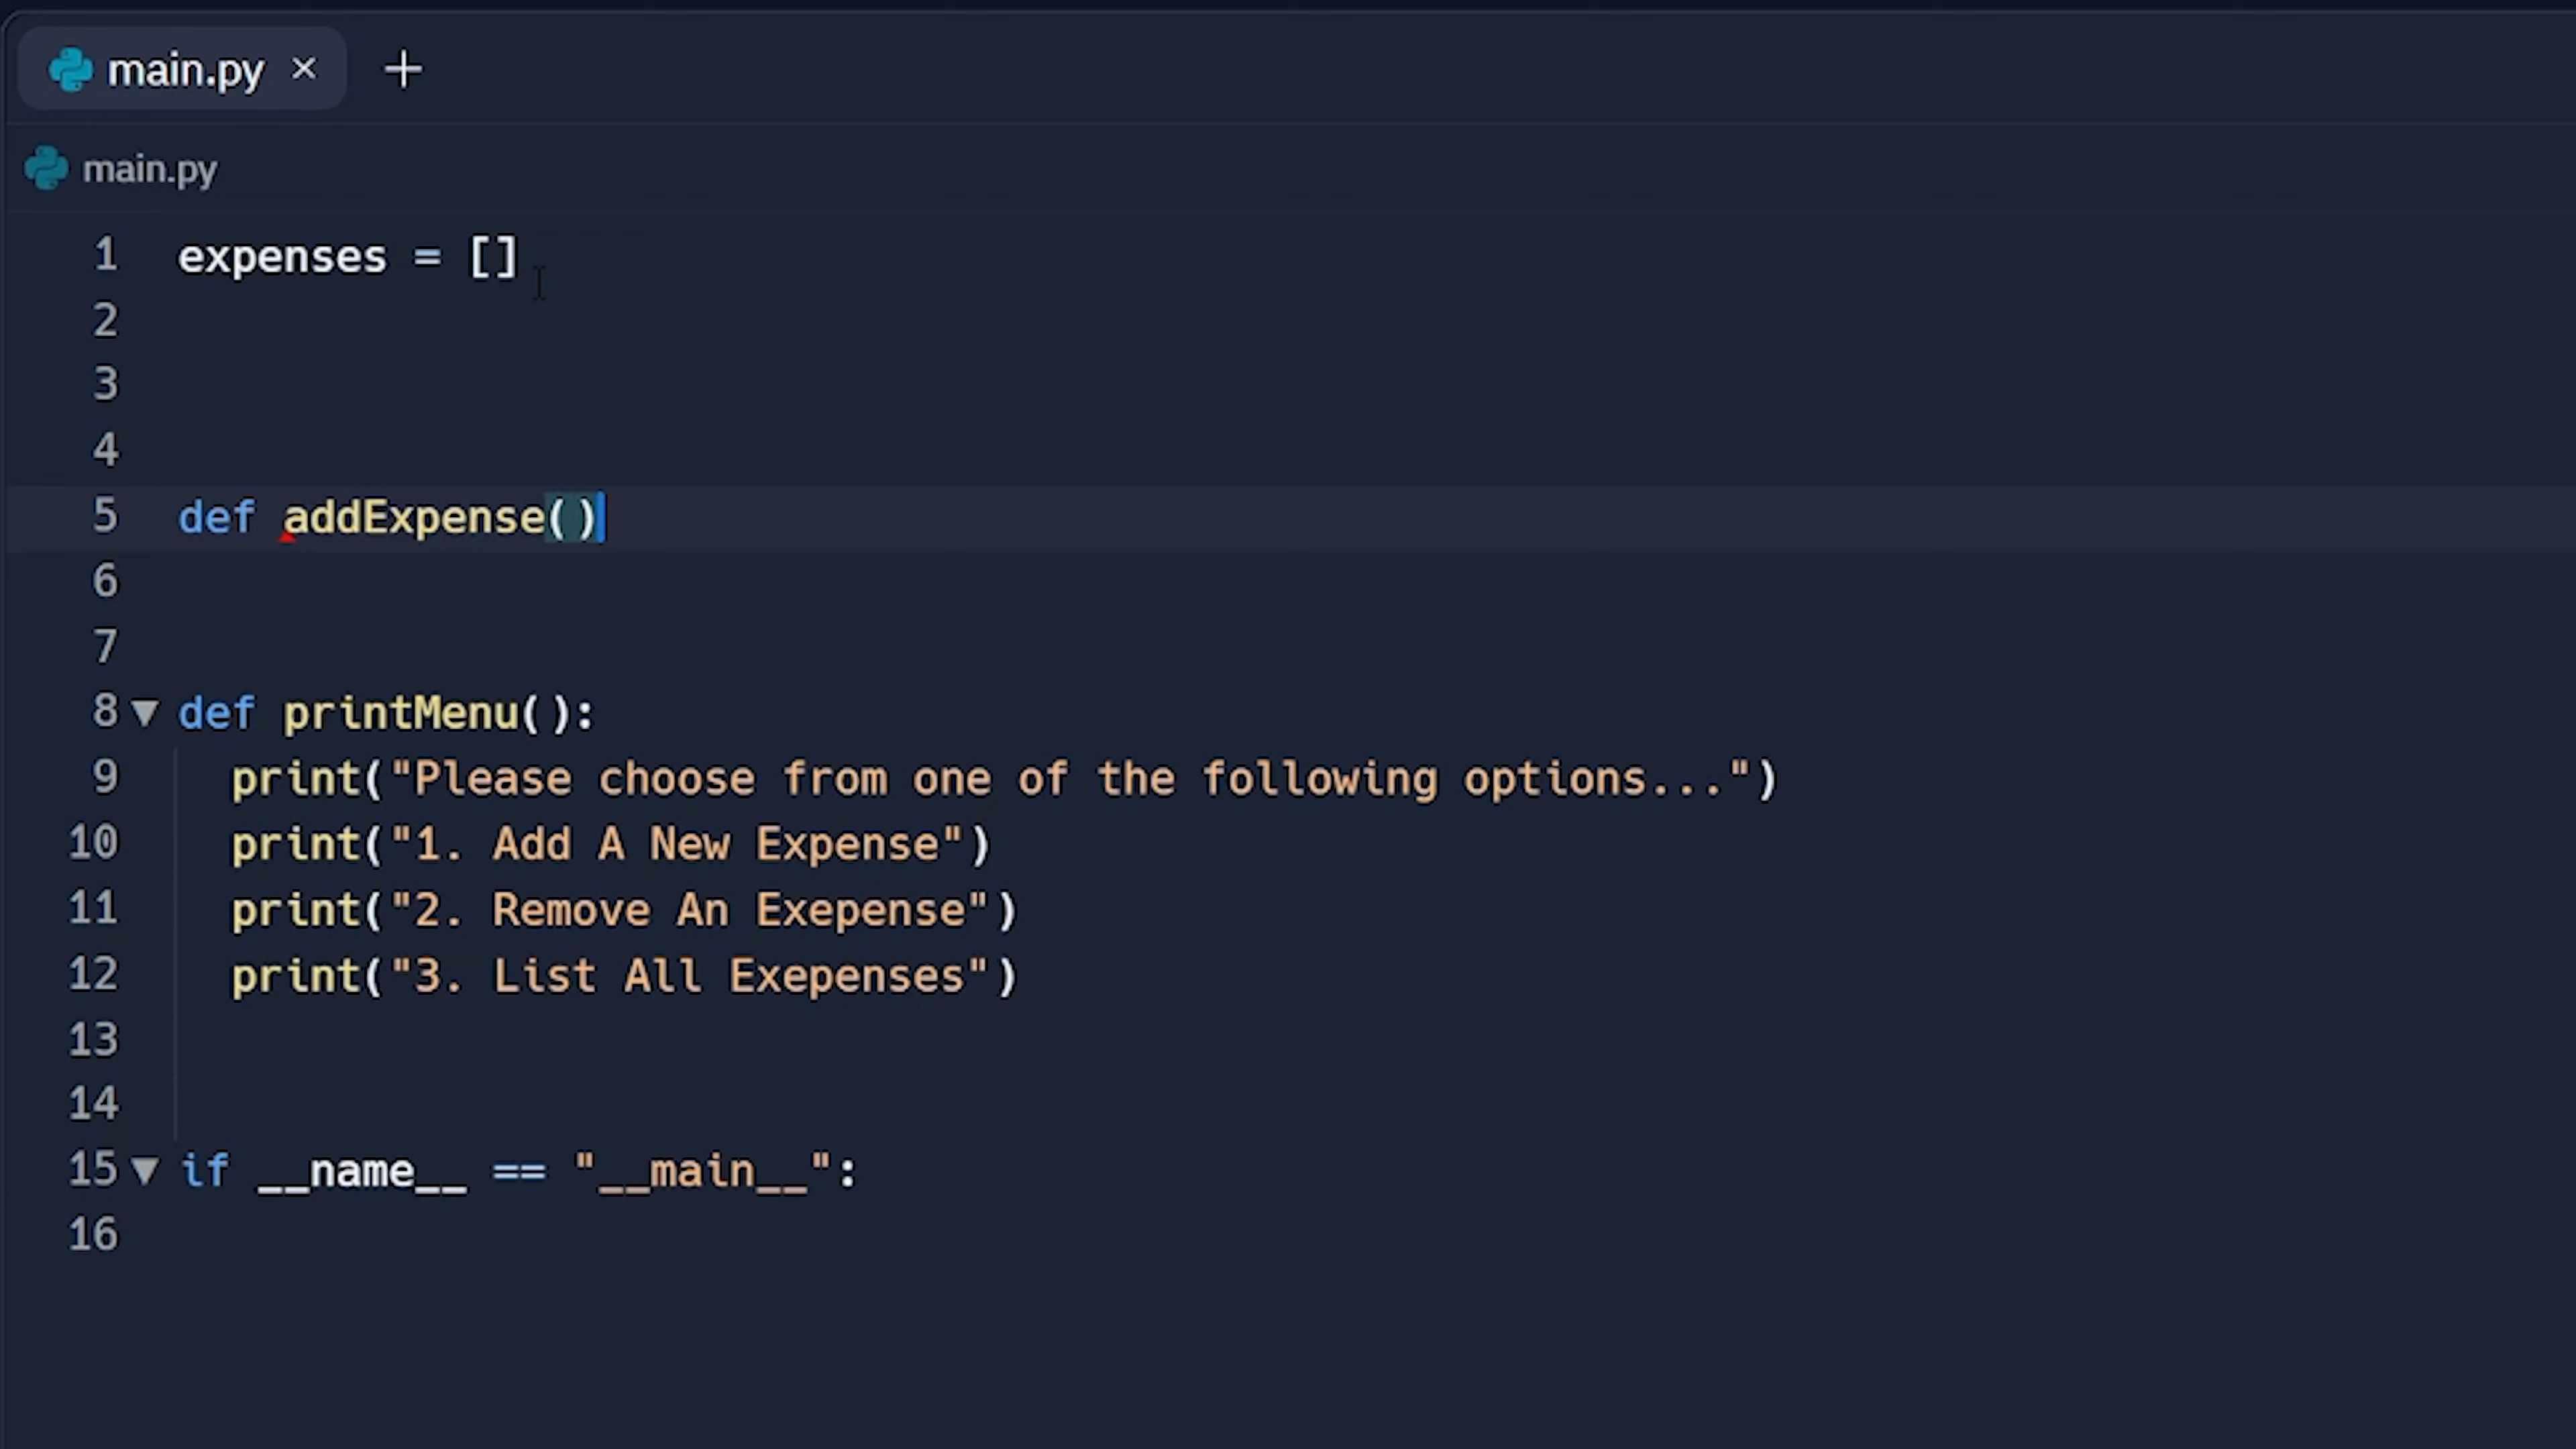 main.py × +
main.py
1 expenses = []
2
3
4
5 def addExpense()
6
7
8 def printMenu():
9   print("Please choose from one of the following options...")
10   print("1. Add A New Expense")
11   print("2. Remove An Exepense")
12   print("3. List All Exepenses")
13
14
15 if __name__ == "__main__":
16